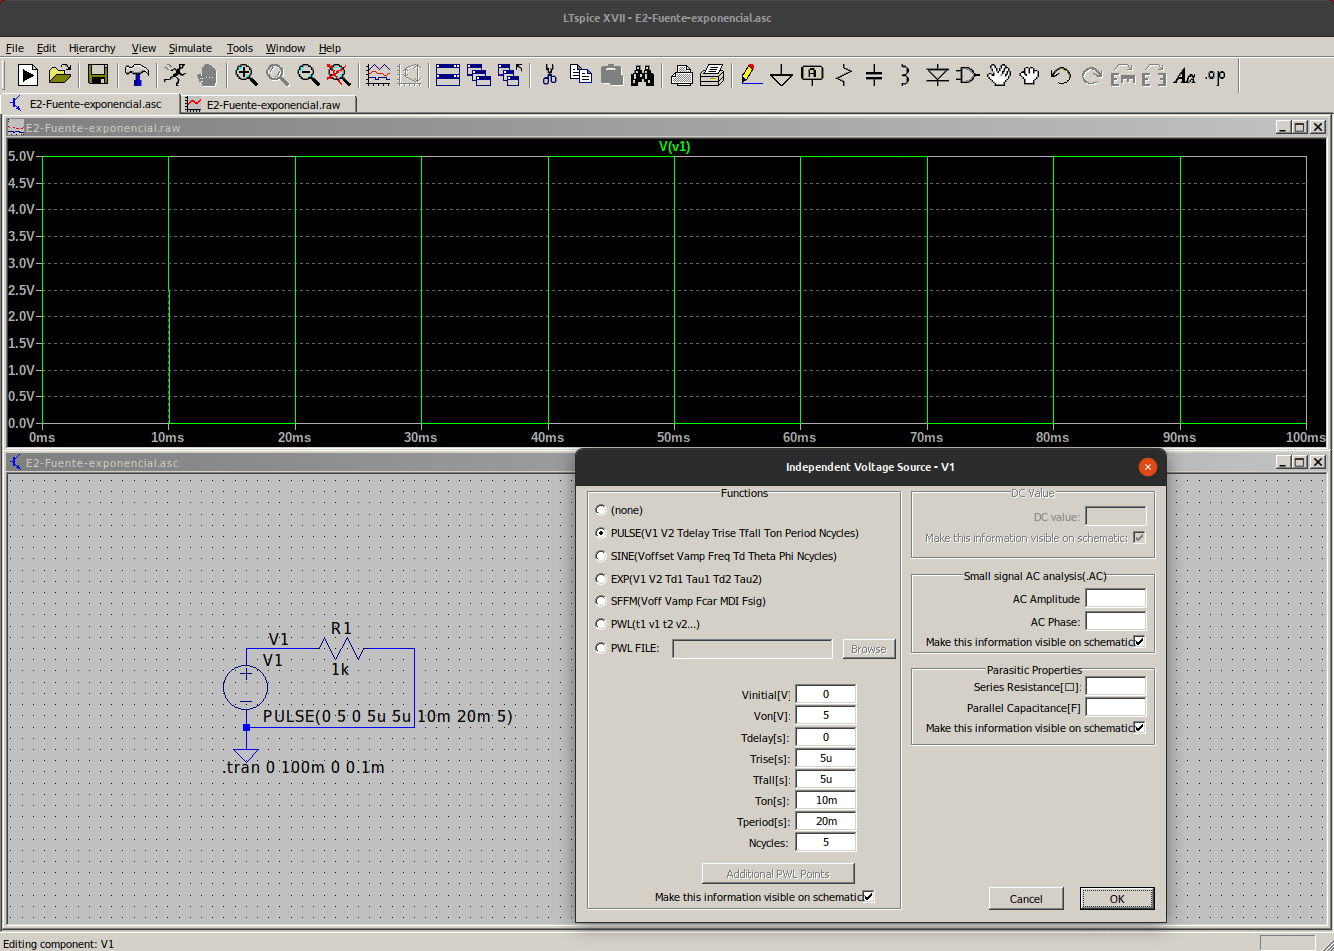 LTspice XVII - E2-Fuente-exponencial.asc
File Edit Hierarchy View Simulate Tools Window Help
.op
E2-Fuente-exponencial.asc E2-Fuente-exponencial.raw
E2-Fuente-exponencial.raw
V(v1)
5.0V
4.5V
4.0V
3.5V
3.0V
2.5V
2.0V
1.5V
1.0V
0.5V
0.0V
0ms 10ms 20ms 30ms 40ms 50ms 60ms 70ms 80ms 90ms 100ms
E2-Fuente-exponencial.asc
R1
V1
V1
1k
PULSE(0 5 0 5u 5u 10m 20m 5)
.tran 0 100m 0 0.1m
Independent Voltage Source - V1
Functions
(none)
PULSE(V1 V2 Tdelay Trise Tfall Ton Period Ncycles)
SINE(Voffset Vamp Freq Td Theta Phi Ncycles)
EXP(V1 V2 Td1 Tau1 Td2 Tau2)
SFFM(Voff Vamp Fcar MDI Fsig)
PWL(t1 v1 t2 v2...)
PWL FILE: Browse
Vinitial[V] 0
Von[V]: 5
Tdelay[s]: 0
Trise[s]: 5u
Tfall[s]: 5u
Ton[s]: 10m
Tperiod[s]: 20m
Ncycles: 5
Additional PWL Points
Make this information visible on schematic
DC Value
DC value:
Make this information visible on schematic:
Small signal AC analysis(.AC)
AC Amplitude
AC Phase:
Make this information visible on schematic
Parasitic Properties
Series Resistance[□]:
Parallel Capacitance[F]
Make this information visible on schematic
Cancel OK
Editing component: V1